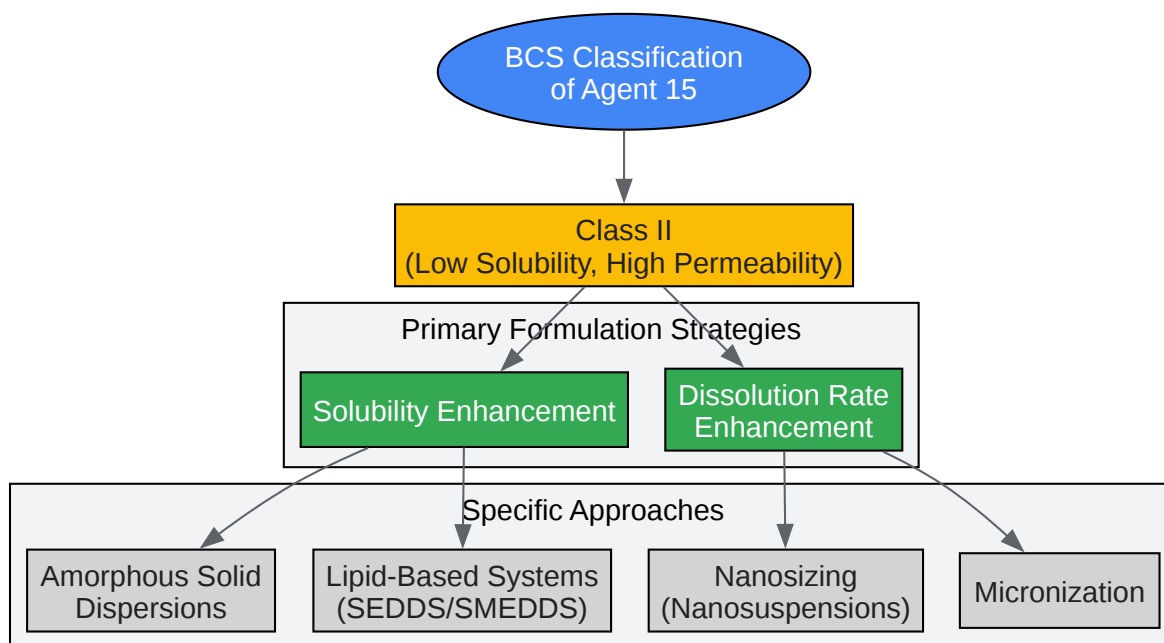 BCS Classification
of Agent 15
Class II
(Low Solubility, High Permeability)
Primary Formulation Strategies
Solubility Enhancement
Dissolution Rate
Enhancement
Specific Approaches
Amorphous Solid
Dispersions
Lipid-Based Systems
(SEDDS/SMEDDS)
Nanosizing
(Nanosuspensions)
Micronization